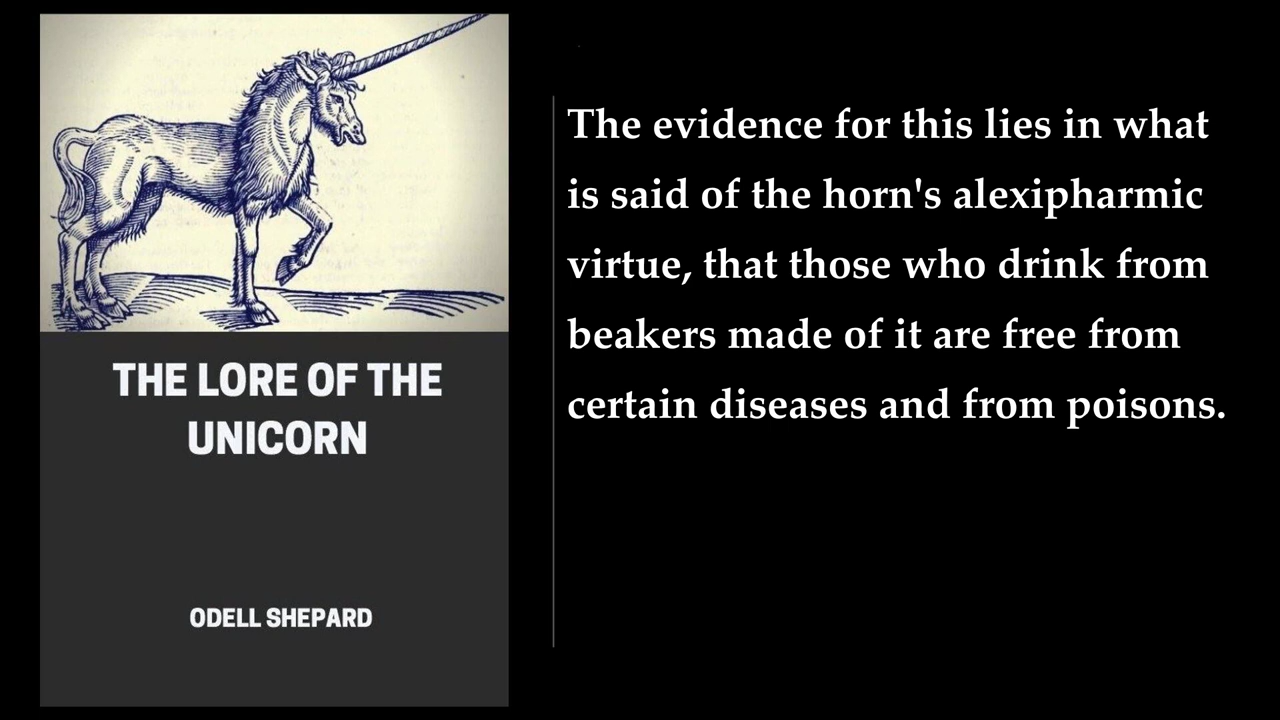 THE LORE OF THE
UNICORN
ODELL SHEPARD
The evidence for this lies in what
is said of the horn's alexipharmic
virtue, that those who drink from
beakers made of it are free from
certain diseases and from poisons.